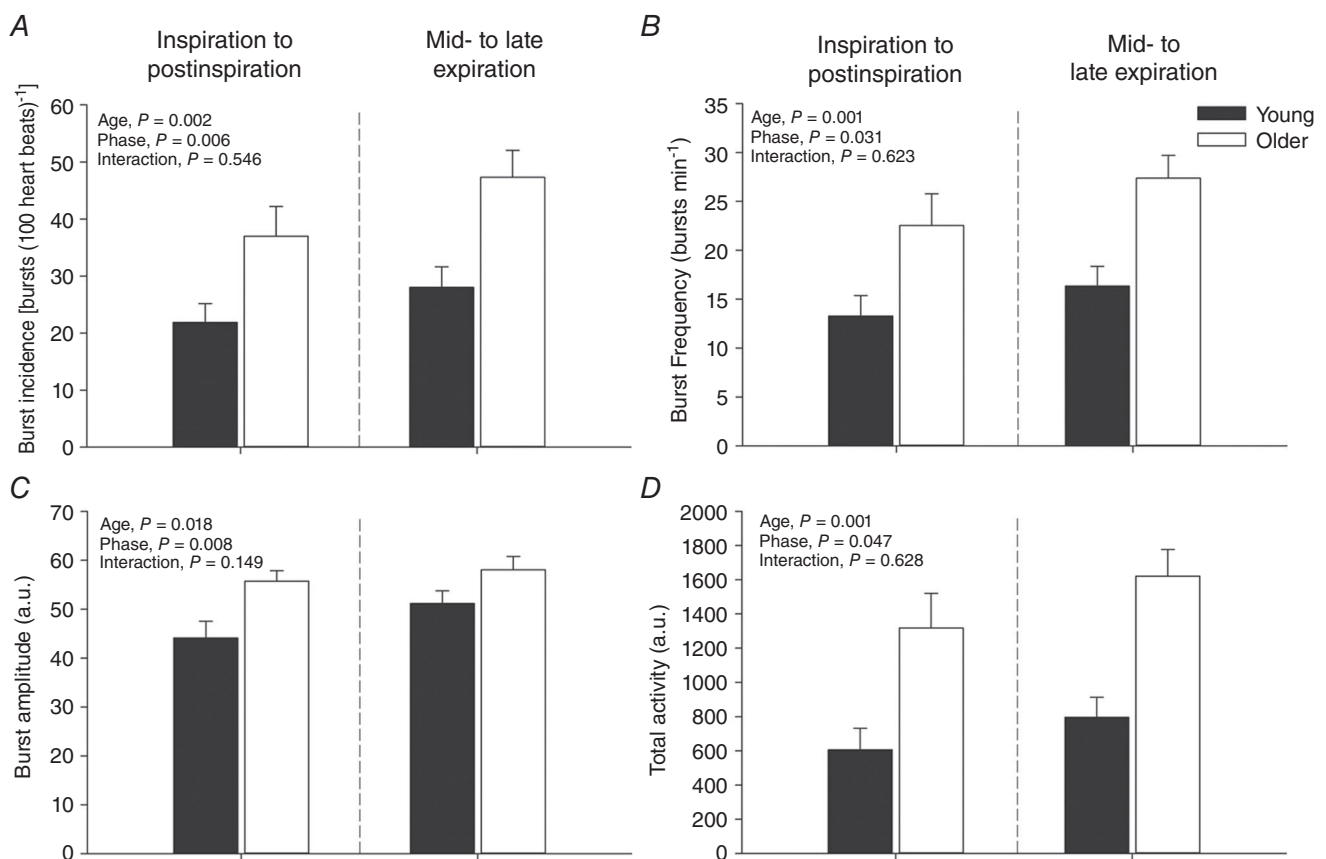 A
Inspiration to
postinspiration
Mid- to late
expiration
Burst incidence [bursts (100 heart beats)⁻¹]
60
50
40
30
20
10
0
Age, P = 0.002
Phase, P = 0.006
Interaction, P = 0.546
B
Inspiration to
postinspiration
Mid- to
late expiration
Burst Frequency (bursts min⁻¹)
35
30
25
20
15
10
5
0
Age, P = 0.001
Phase, P = 0.031
Interaction, P = 0.623
Young
Older
C
Burst amplitude (a.u.)
70
60
50
40
30
20
10
0
Age, P = 0.018
Phase, P = 0.008
Interaction, P = 0.149
D
Total activity (a.u.)
2000
1800
1600
1400
1200
1000
800
600
400
200
0
Age, P = 0.001
Phase, P = 0.047
Interaction, P = 0.628